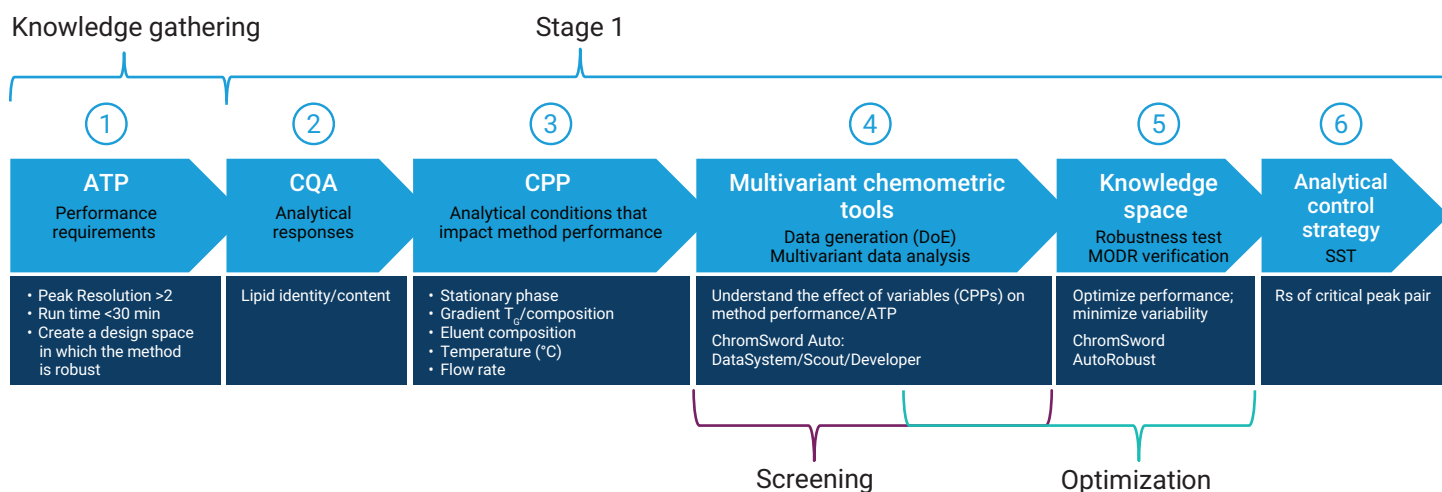 Knowledge gathering
Stage 1
1
ATP
Performance
requirements
• Peak Resolution >2
• Run time <30 min
• Create a design space
in which the method
is robust
2
CQA
Analytical
responses
Lipid identity/content
3
CPP
Analytical conditions that
impact method performance
• Stationary phase
• Gradient TG/composition
• Eluent composition
• Temperature (°C)
• Flow rate
4
Multivariant chemometric
tools
Data generation (DoE)
Multivariant data analysis
Understand the effect of variables (CPPs) on
method performance/ATP
ChromSword Auto:
DataSystem/Scout/Developer
5
Knowledge
space
Robustness test
MODR verification
Optimize performance;
minimize variability
ChromSword
AutoRobust
6
Analytical
control
strategy
SST
Rs of critical peak pair
Screening
Optimization